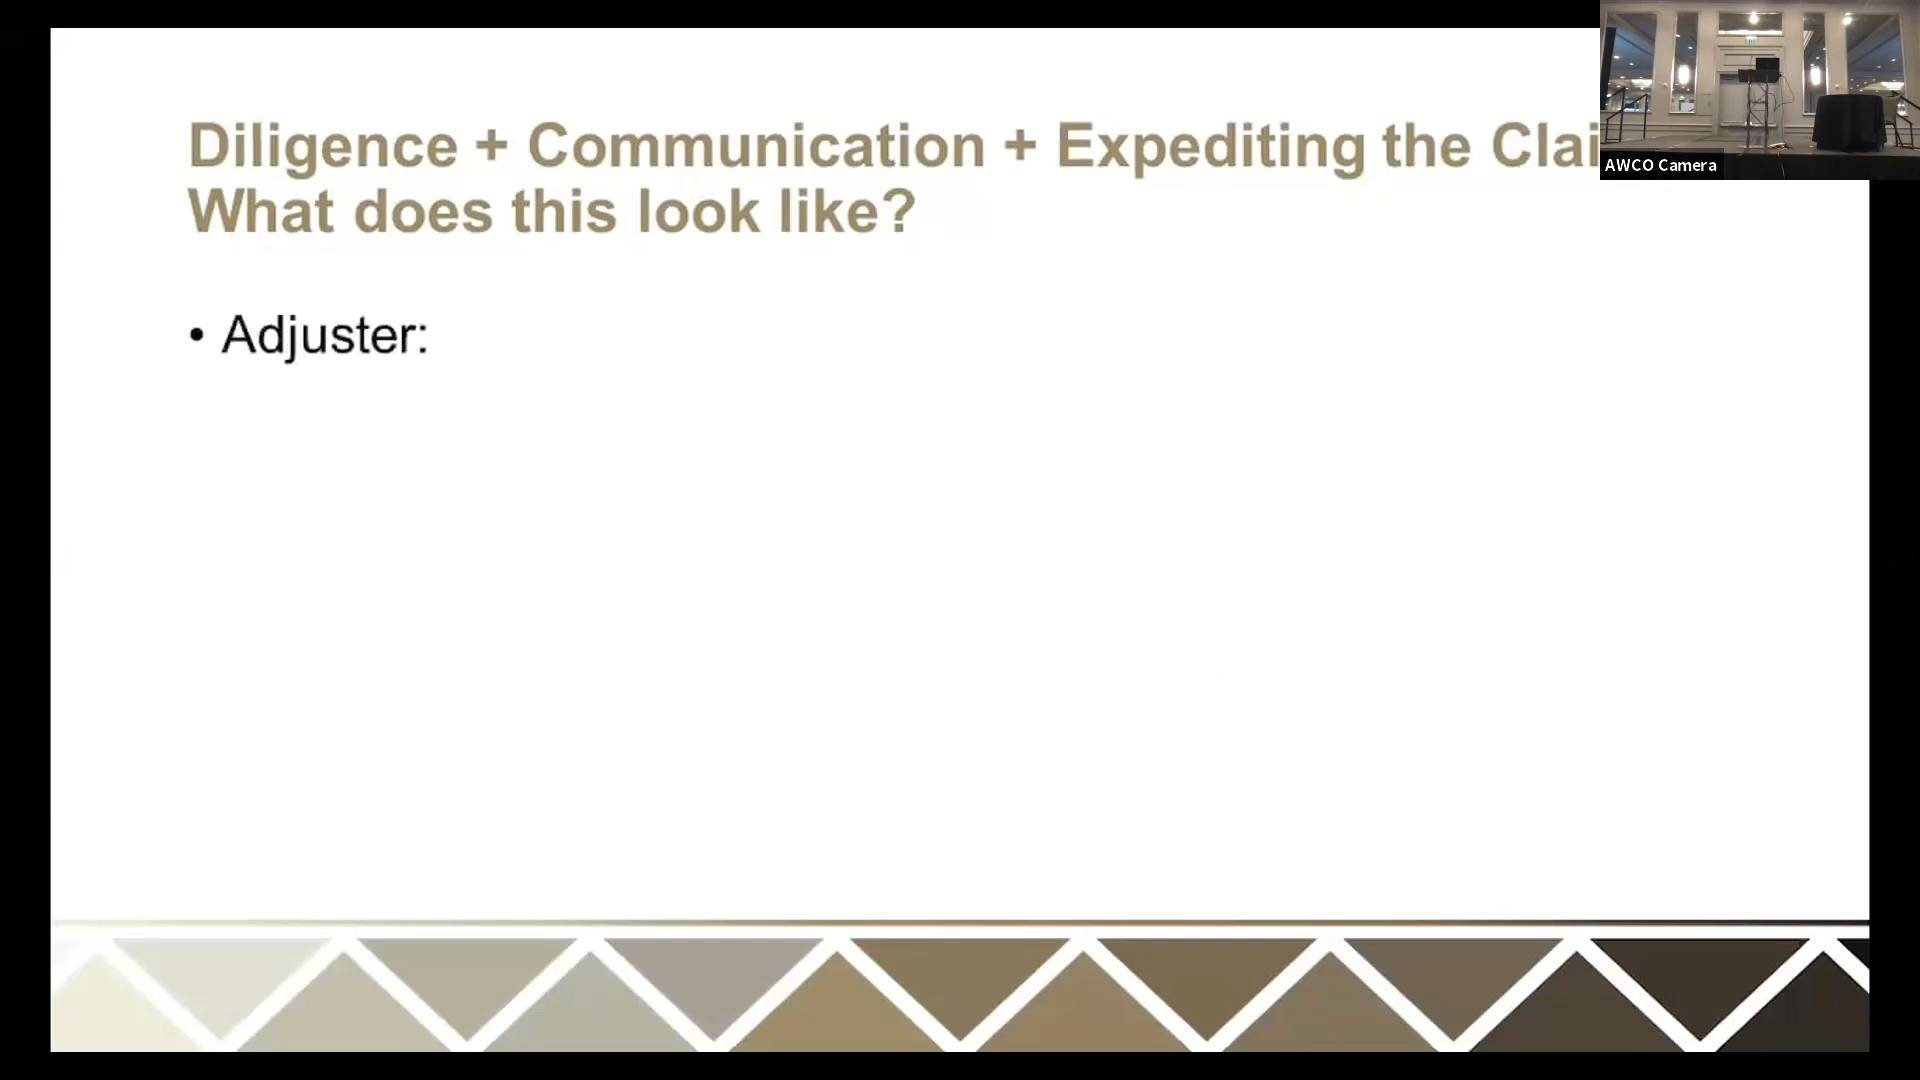 Diligence + Communication + Expediting the Clai
What does this look like?
• Adjuster:
AWCO Camera